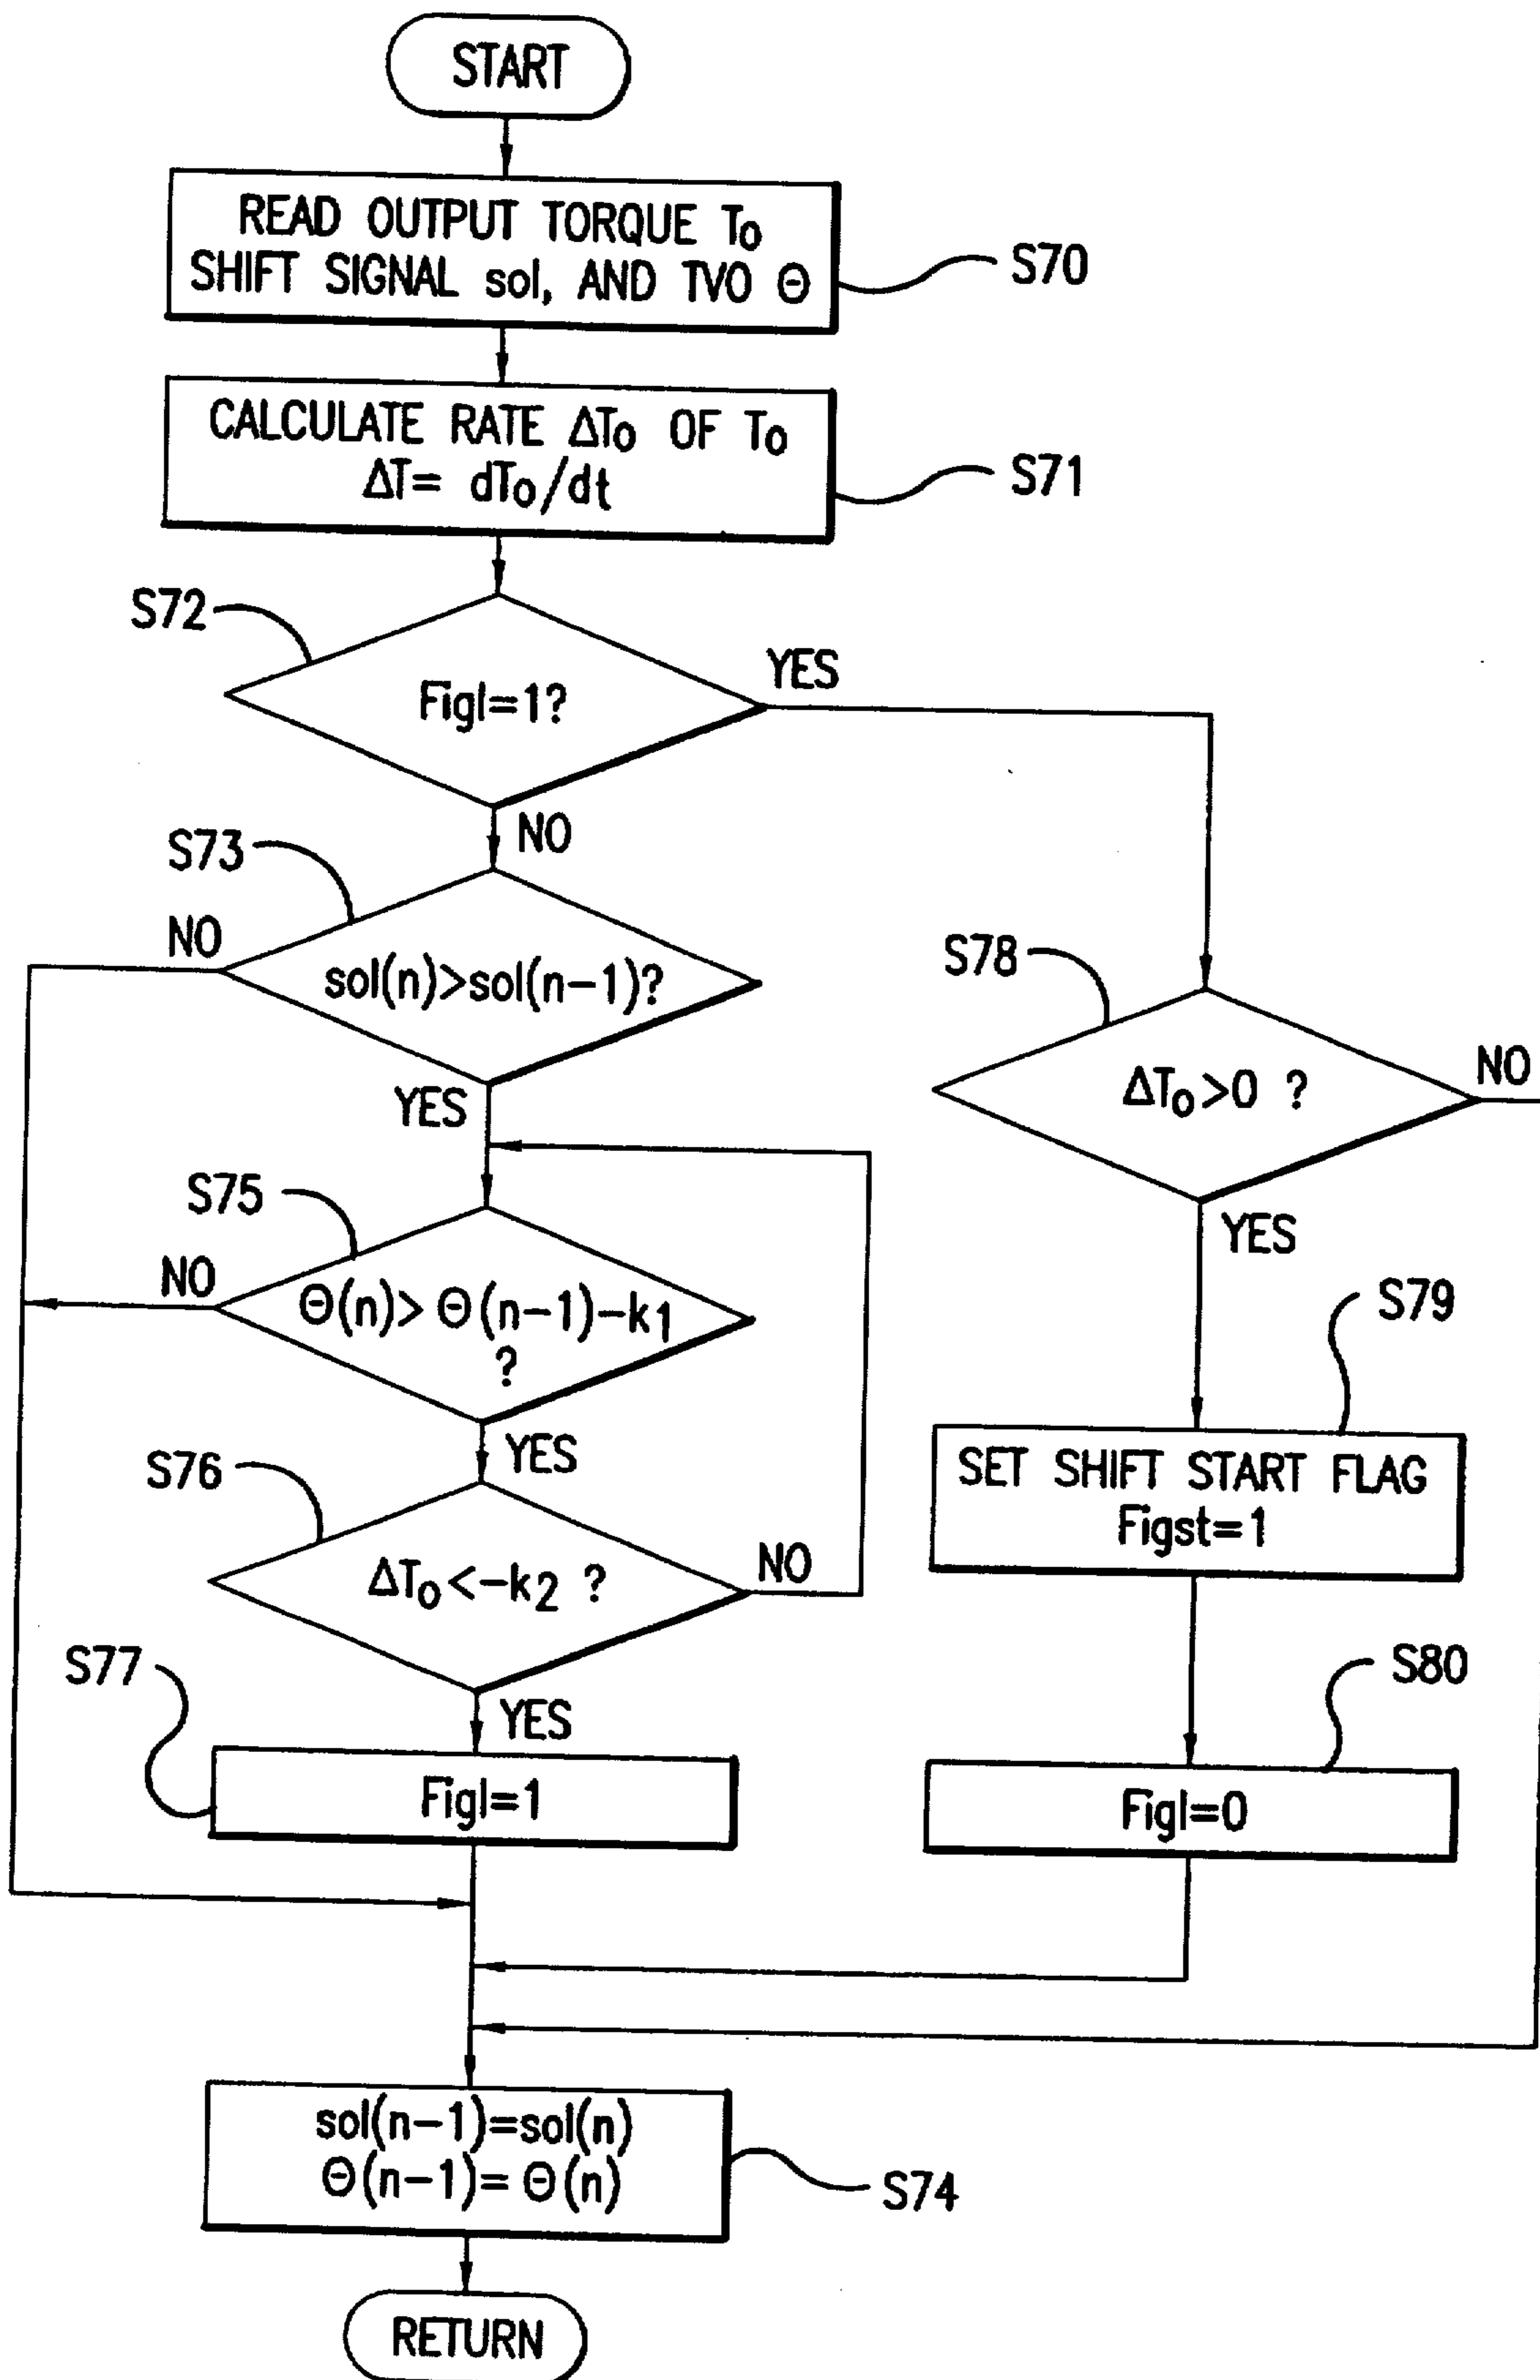 START
READ OUTPUT TORQUE To
SHIFT SIGNAL sol, AND TVO Θ
S70
CALCULATE RATE ΔTo OF To
ΔT= dTo/dt
S71
S72
Figl=1?
YES
NO
S73
NO
sol(n)>sol(n-1)?
YES
S78
ΔTo>0 ?
NO
YES
S75
NO
Θ(n)> Θ(n-1)-k1
?
YES
S79
SET SHIFT START FLAG
Figst=1
S76
ΔTo<-k2 ?
NO
YES
S77
Figl=1
S80
Figl=0
sol(n-1)=sol(n)
Θ(n-1)= Θ(n)
S74
RETURN